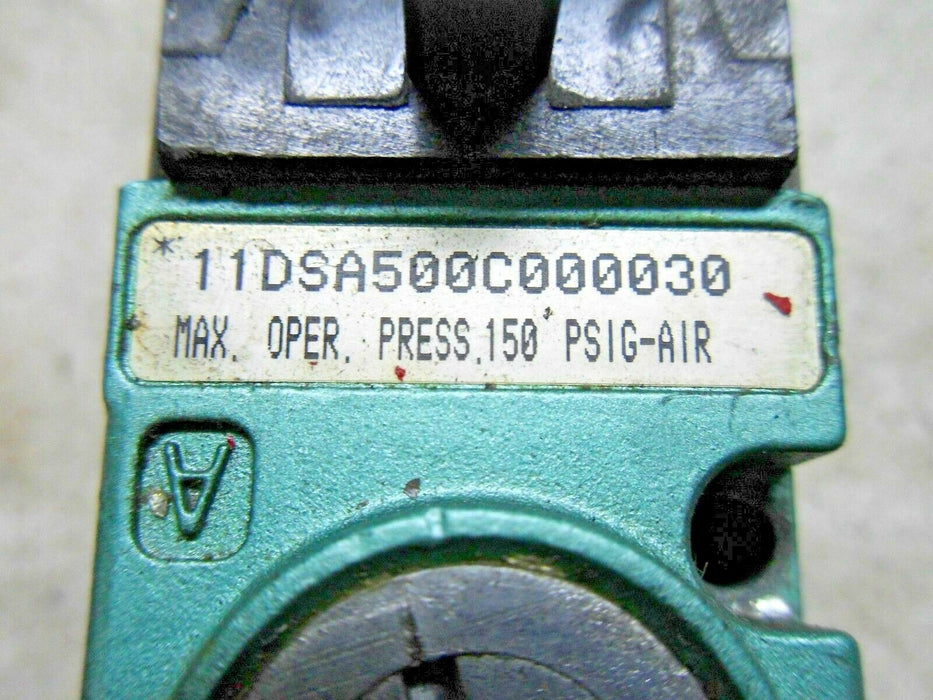 *11DSA500C000030
MAX. OPER. PRESS.150 PSIG-AIR
A